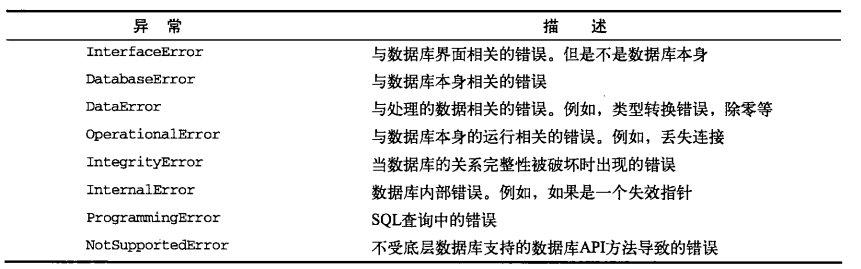 异 常 描 述
InterfaceError 与数据库界面相关的错误。但是不是数据库本身
DatabaseError 与数据库本身相关的错误
DataError 与处理的数据相关的错误。例如，类型转换错误，除零等
OperationalError 与数据库本身的运行相关的错误。例如，丢失连接
IntegrityError 当数据库的关系完整性被破坏时出现的错误
InternalError 数据库内部错误。例如，如果是一个失效指针
ProgrammingError SQL查询中的错误
NotSupportedError 不受底层数据库支持的数据库API方法导致的错误